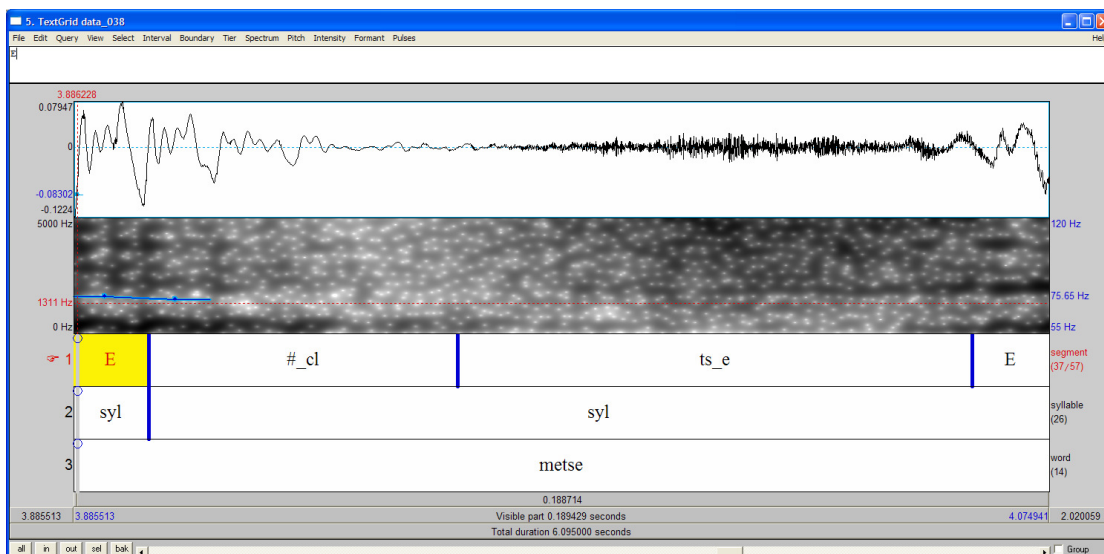 5. TextGrid data_038
File Edit Query View Select Interval Boundary Tier Spectrum Pitch Intensity Formant Pulses Hel
E
3.886228
0.07947
0
-0.08302
-0.1224
5000 Hz 120 Hz
1311 Hz 75.65 Hz
0 Hz 55 Hz
1 E #_cl ts_e E segment (37/57)
2 syl syl syllable (26)
3 metse word (14)
0.188714
3.885513 3.885513 Visible part 0.189429 seconds 4.074941 2.020059
Total duration 6.095000 seconds
all in out sel bak Group